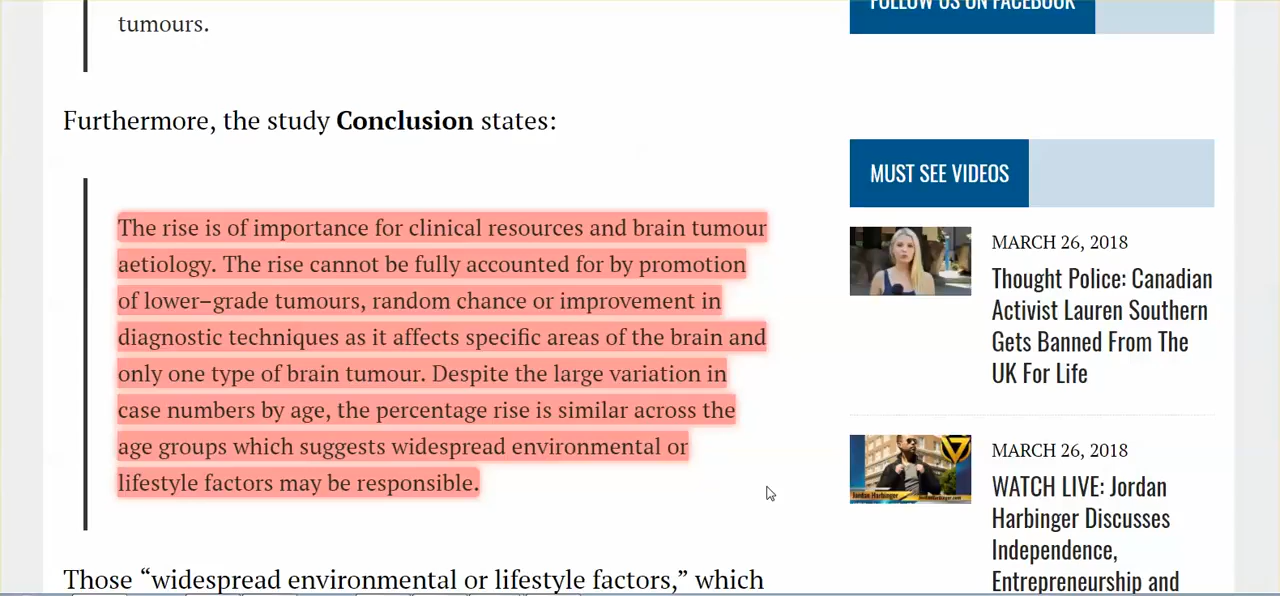 tumours.
Furthermore, the study Conclusion states:
The rise is of importance for clinical resources and brain tumour
aetiology. The rise cannot be fully accounted for by promotion
of lower–grade tumours, random chance or improvement in
diagnostic techniques as it affects specific areas of the brain and
only one type of brain tumour. Despite the large variation in
case numbers by age, the percentage rise is similar across the
age groups which suggests widespread environmental or
lifestyle factors may be responsible.
Those “widespread environmental or lifestyle factors,” which
FOLLOW US ON FACEBOOK
MUST SEE VIDEOS
MARCH 26, 2018
Thought Police: Canadian
Activist Lauren Southern
Gets Banned From The
UK For Life
MARCH 26, 2018
WATCH LIVE: Jordan
Harbinger Discusses
Independence,
Entrepreneurship and
Jordan Harbinger